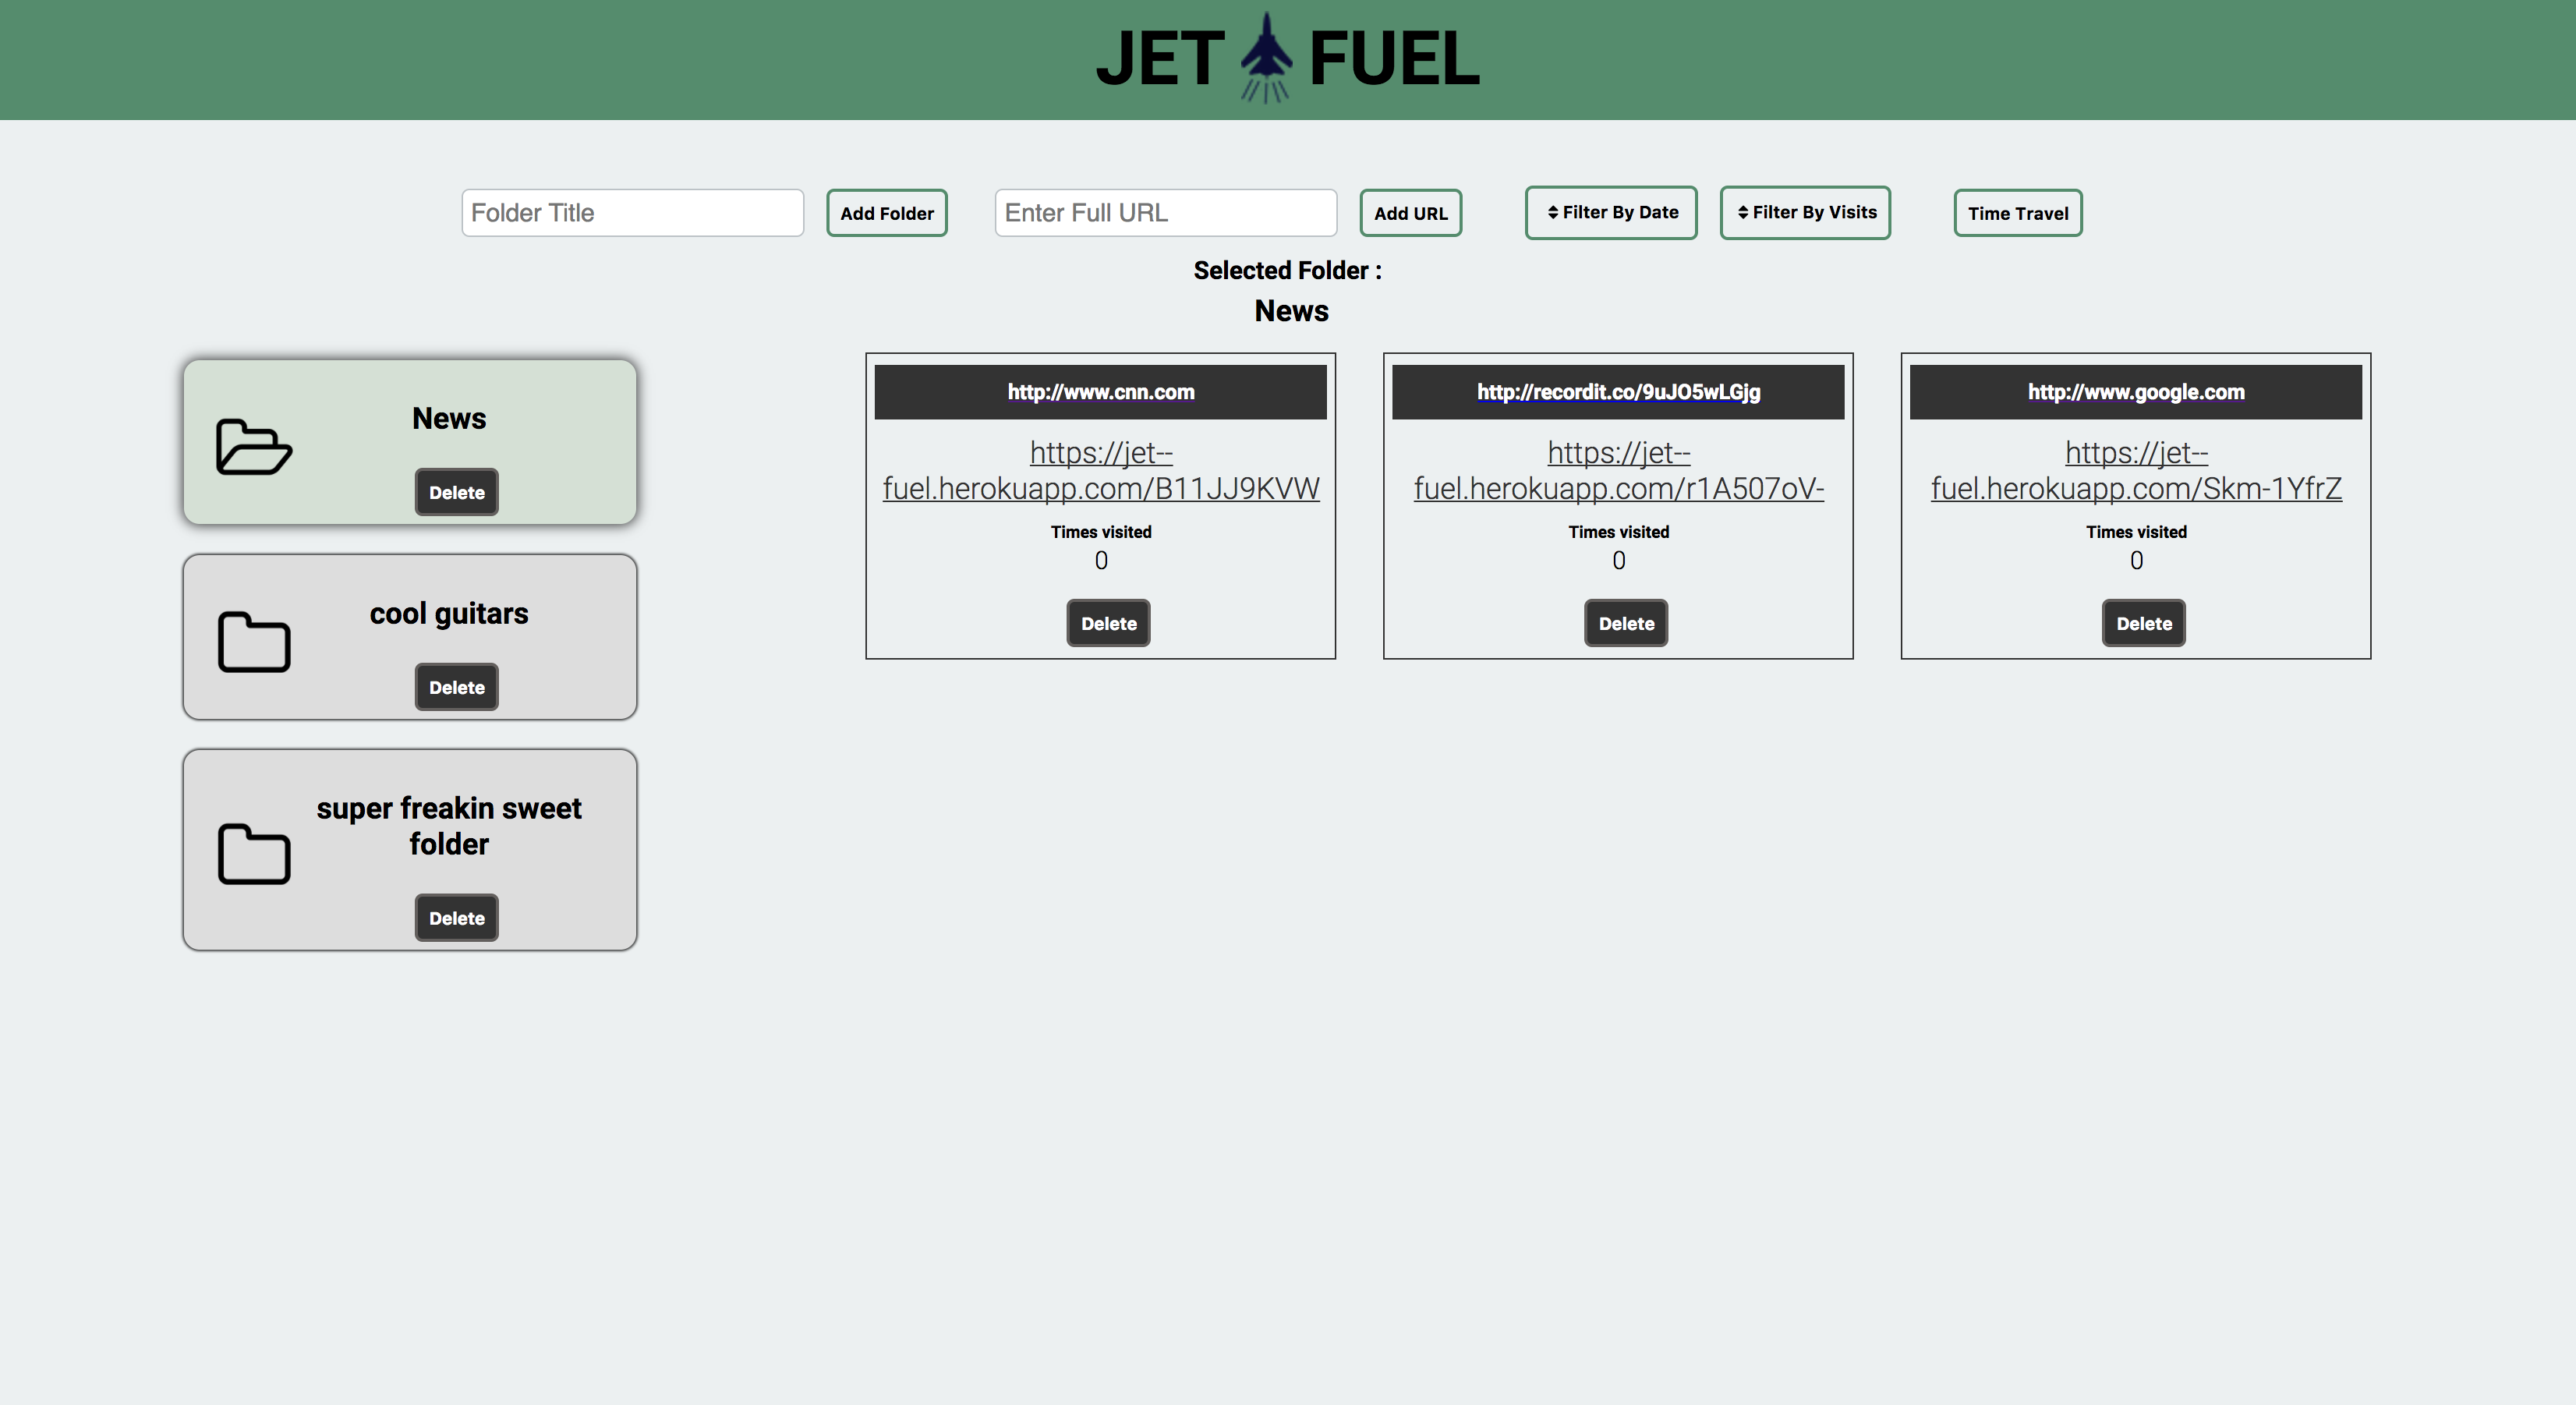 JET FUEL
Folder Title
Add Folder
Enter Full URL
Add URL
Filter By Date
Filter By Visits
Time Travel
Selected Folder :
News
News
Delete
cool guitars
Delete
super freakin sweet
folder
Delete
http://www.cnn.com
https://jet--
fuel.herokuapp.com/B11JJ9KVW
Times visited
0
Delete
http://recordit.co/9uJO5wLGjg
https://jet--
fuel.herokuapp.com/r1A507oV-
Times visited
0
Delete
http://www.google.com
https://jet--
fuel.herokuapp.com/Skm-1YfrZ
Times visited
0
Delete